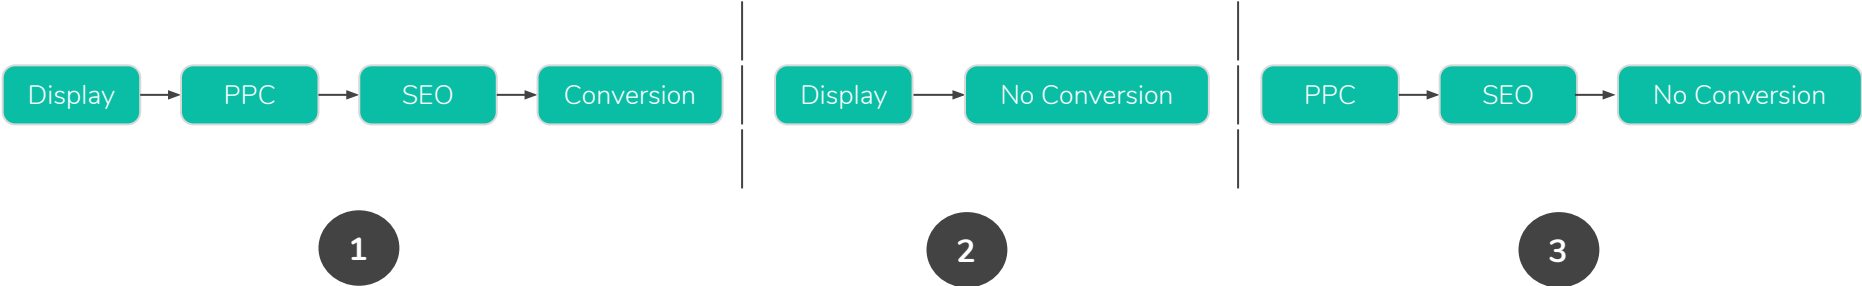 Display PPC SEO Conversion Display No Conversion PPC SEO No Conversion
1 2 3